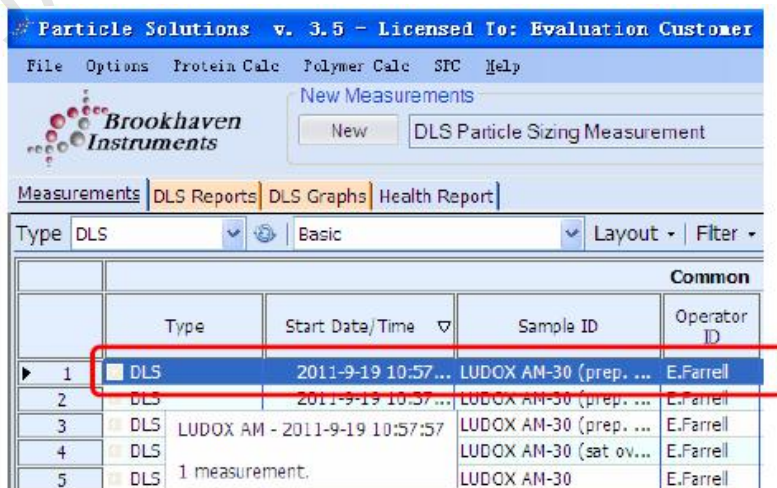 Particle Solutions v. 3.5 - Licensed To: Evaluation Customer
File Options Protein Calc Polymer Calc SPC Help
New Measurements
Brookhaven Instruments
New DLS Particle Sizing Measurement
Measurements DLS Reports DLS Graphs Health Report
Type DLS Basic Layout Filter
Common
Type Start Date/Time Sample ID Operator ID
1 DLS 2011-9-19 10:57... LUDOX AM-30 (prep. ... E.Farrell
2 DLS 2011-9-19 10:57... LUDOX AM-30 (prep. ... E.Farrell
3 DLS LUDOX AM - 2011-9-19 10:57:57 LUDOX AM-30 (prep. ... E.Farrell
4 DLS LUDOX AM-30 (sat ov... E.Farrell
5 DLS 1 measurement. LUDOX AM-30 E.Farrell